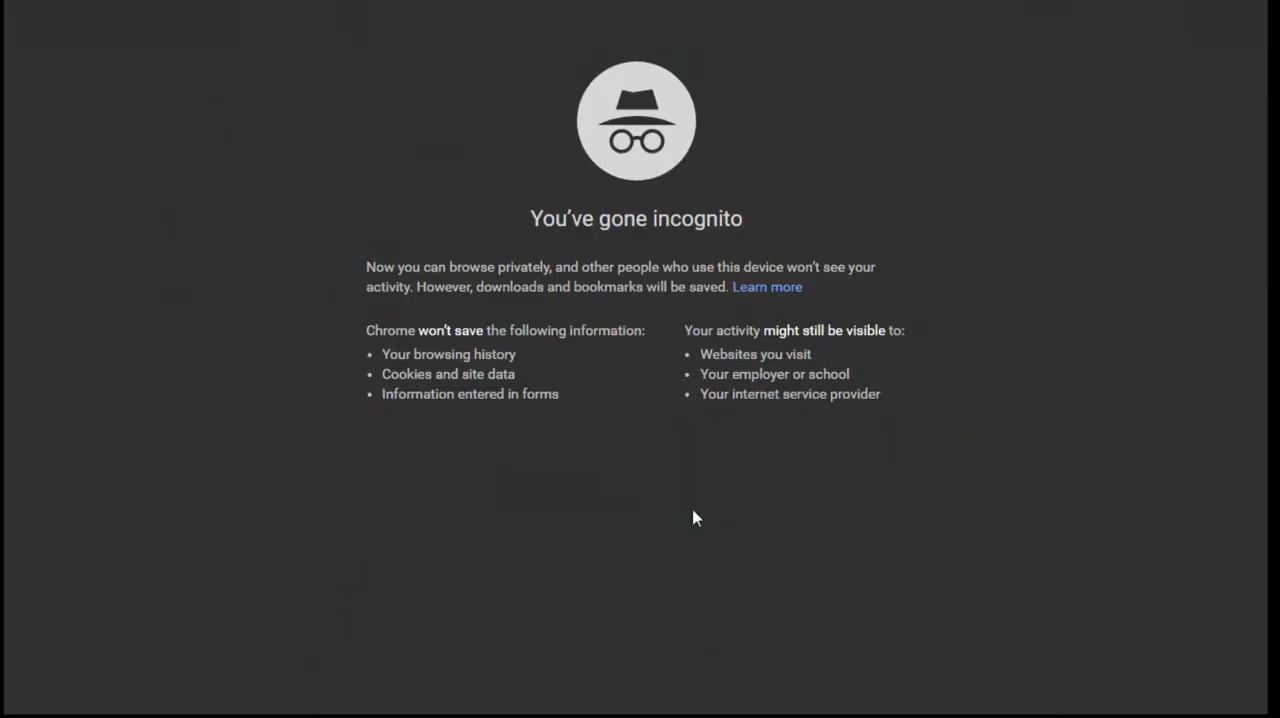 You've gone incognito
Now you can browse privately, and other people who use this device won't see your
activity. However, downloads and bookmarks will be saved. Learn more
Chrome won't save the following information:
• Your browsing history
• Cookies and site data
• Information entered in forms
Your activity might still be visible to:
• Websites you visit
• Your employer or school
• Your internet service provider